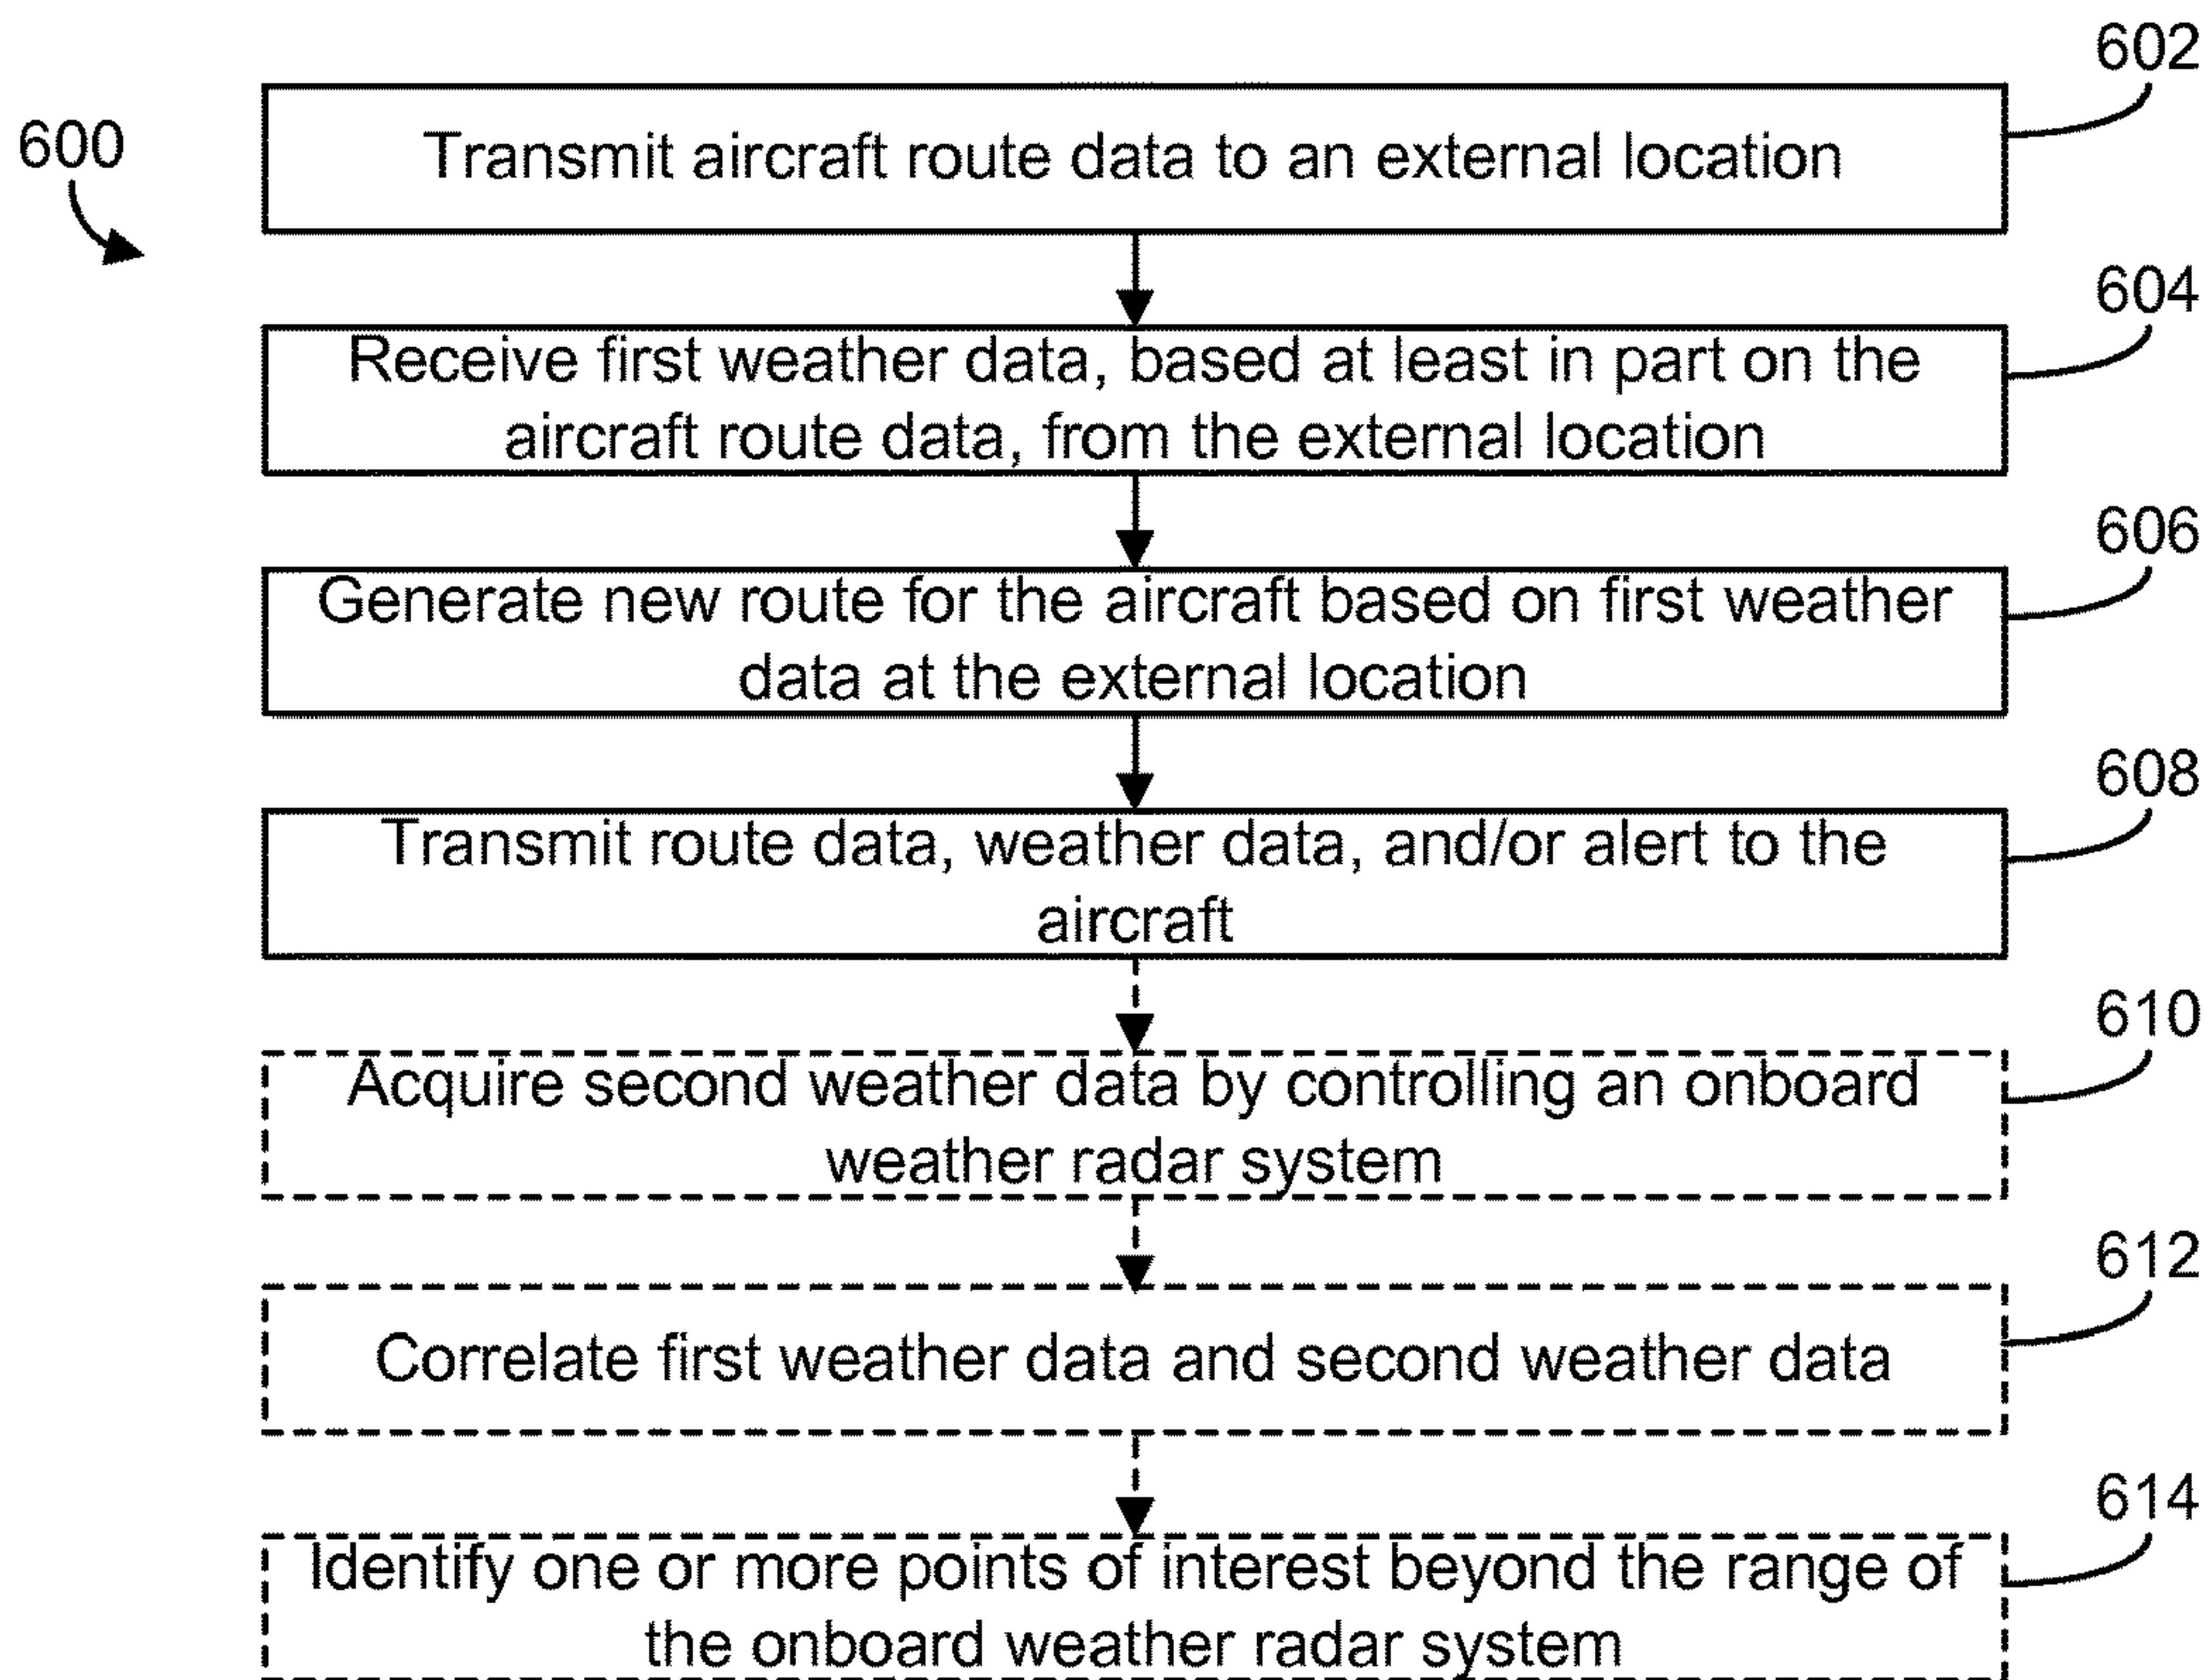 600
602
Transmit aircraft route data to an external location
604
Receive first weather data, based at least in part on the
aircraft route data, from the external location
606
Generate new route for the aircraft based on first weather
data at the external location
608
Transmit route data, weather data, and/or alert to the
aircraft
610
Acquire second weather data by controlling an onboard
weather radar system
612
Correlate first weather data and second weather data
614
Identify one or more points of interest beyond the range of
the onboard weather radar system